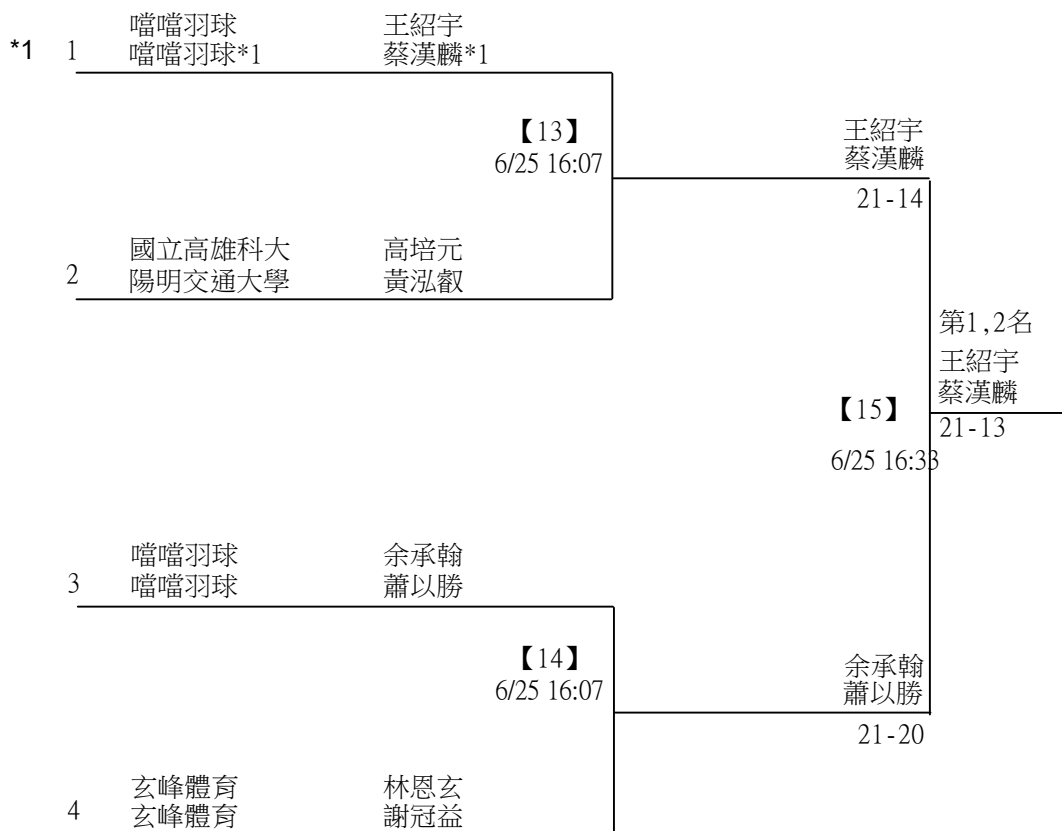 *1 1 噹噹羽球 王紹宇
噹噹羽球*1 蔡漢麟*1
【13】
6/25 16:07
王紹宇
蔡漢麟
21-14
2 國立高雄科大 高培元
陽明交通大學 黃泓叡
第1,2名
王紹宇
蔡漢麟
【15】
21-13
6/25 16:33
3 噹噹羽球 余承翰
噹噹羽球 蕭以勝
【14】
6/25 16:07
余承翰
蕭以勝
21-20
4 玄峰體育 林恩玄
玄峰體育 謝冠益